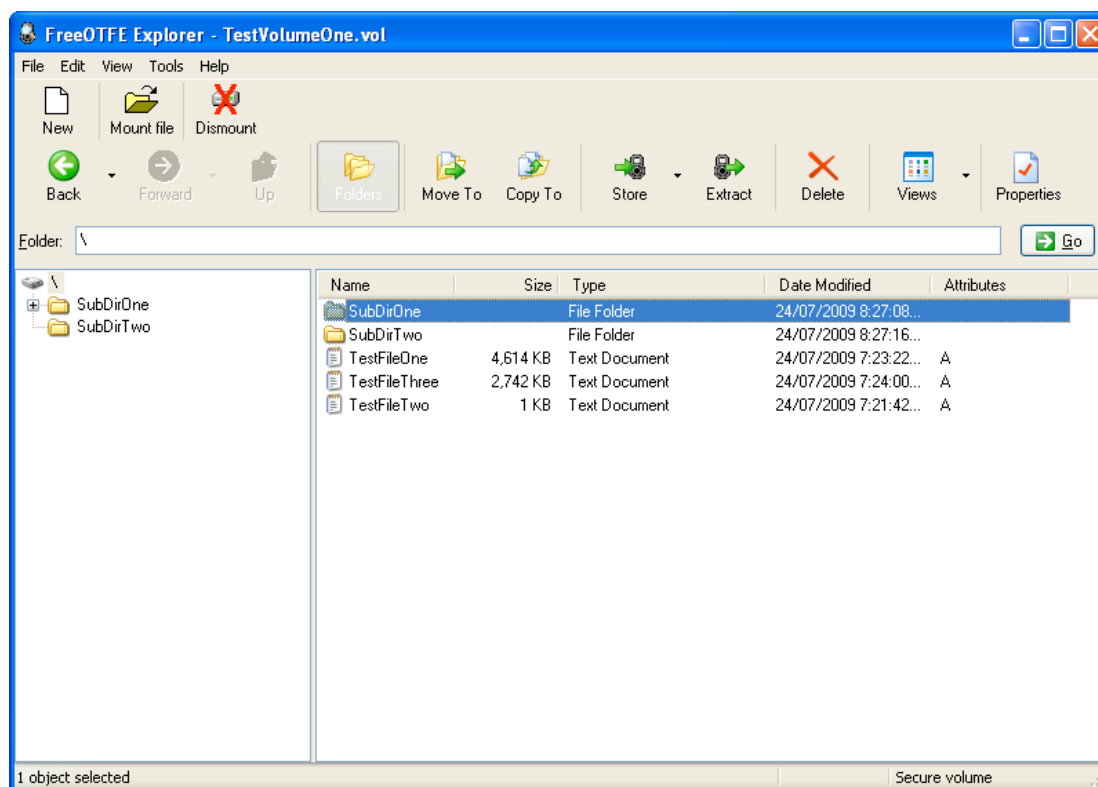 FreeOTFE Explorer - TestVolumeOne.vol
File Edit View Tools Help
New Mount file Dismount
Back Forward Up Folders Move To Copy To Store Extract Delete Views Properties
Folder: \ Go
\
SubDirOne
SubDirTwo
Name Size Type Date Modified Attributes
SubDirOne File Folder 24/07/2009 8:27:08...
SubDirTwo File Folder 24/07/2009 8:27:16...
TestFileOne 4,614 KB Text Document 24/07/2009 7:23:22... A
TestFileThree 2,742 KB Text Document 24/07/2009 7:24:00... A
TestFileTwo 1 KB Text Document 24/07/2009 7:21:42... A
1 object selected Secure volume